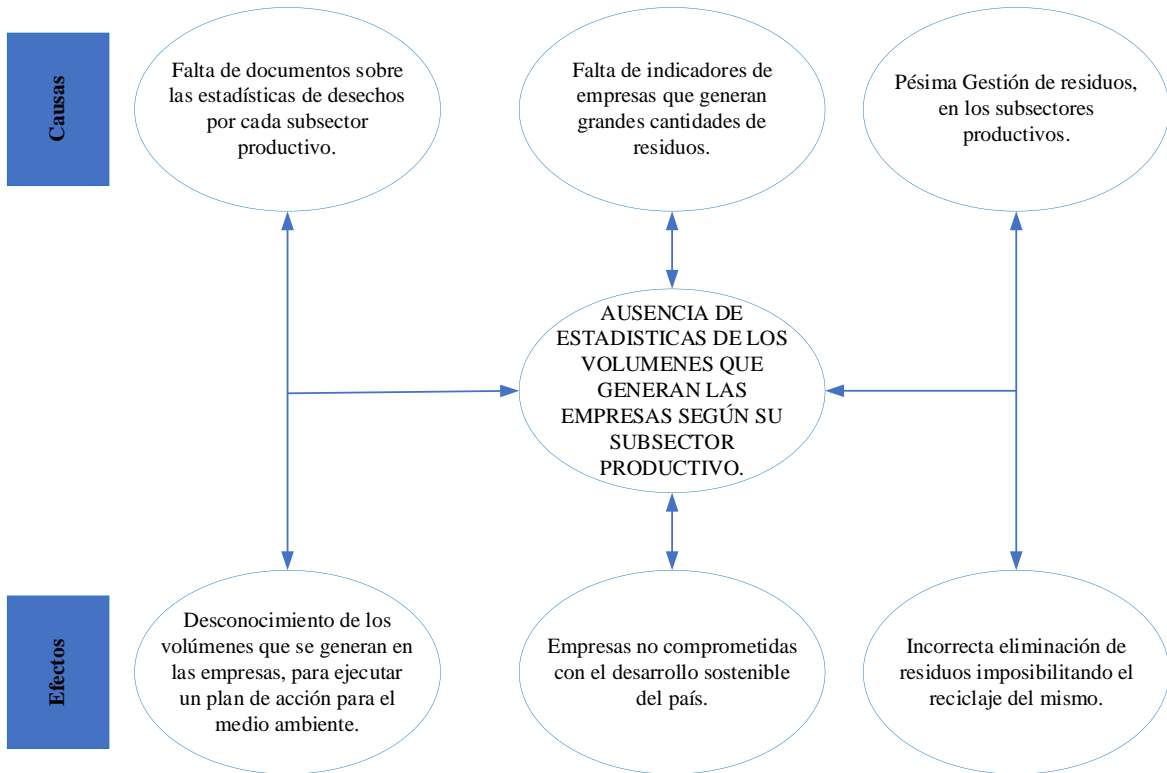 Causas
Falta de documentos sobre
las estadísticas de desechos
por cada subsector
productivo.
Falta de indicadores de
empresas que generan
grandes cantidades de
residuos.
Pésima Gestión de residuos,
en los subsectores
productivos.
AUSENCIA DE
ESTADISTICAS DE LOS
VOLUMENES QUE
GENERAN LAS
EMPRESAS SEGÚN SU
SUBSECTOR
PRODUCTIVO.
Efectos
Desconocimiento de los
volúmenes que se generan en
las empresas, para ejecutar
un plan de acción para el
medio ambiente.
Empresas no comprometidas
con el desarrollo sostenible
del país.
Incorrecta eliminación de
residuos imposibilitando el
reciclaje del mismo.